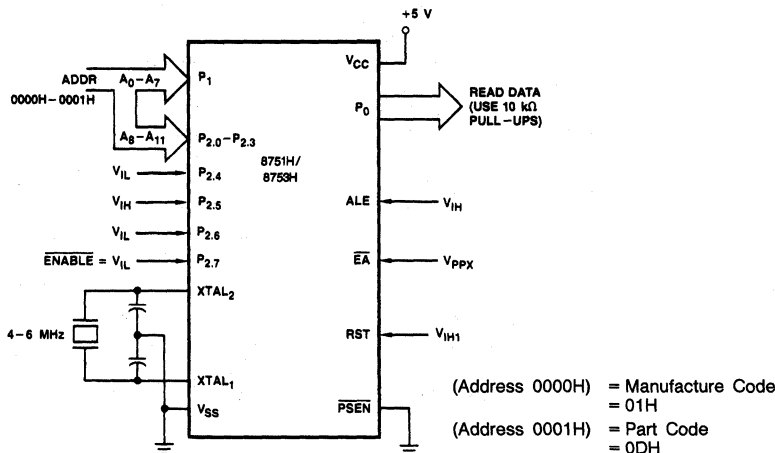 +5 V
VCC
ADDR
0000H–0001H
A0–A7
P1
P0
READ DATA
(USE 10 kΩ
PULL–UPS)
A8–A11
P2.0–P2.3
8751H/
8753H
VIL
P2.4
VIH
P2.5
ALE
VIH
VIL
P2.6
ENABLE = VIL
P2.7
EA
VPPX
XTAL2
4–6 MHz
RST
VIH1
XTAL1
VSS
PSEN
(Address 0000H) = Manufacture Code
= 01H
(Address 0001H) = Part Code
= 0DH